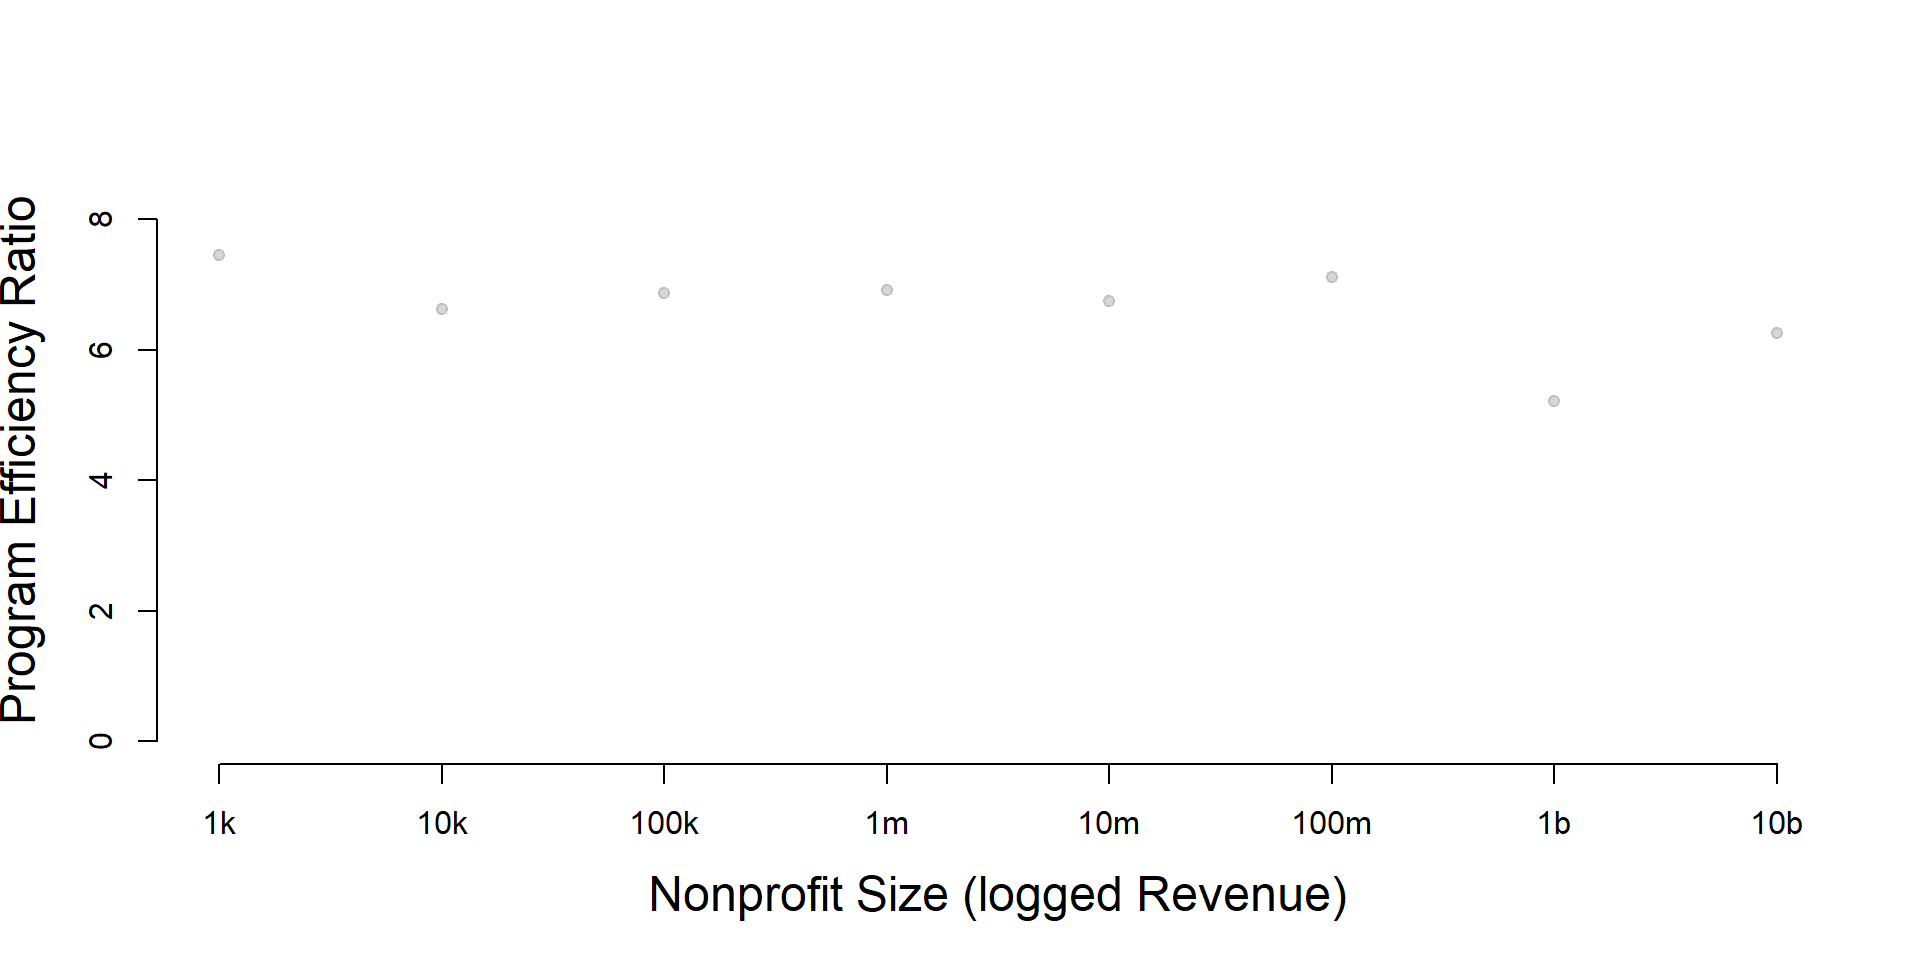 Program Efficiency Ratio
8
6
4
2
0
1k 10k 100k 1m 10m 100m 1b 10b
Nonprofit Size (logged Revenue)